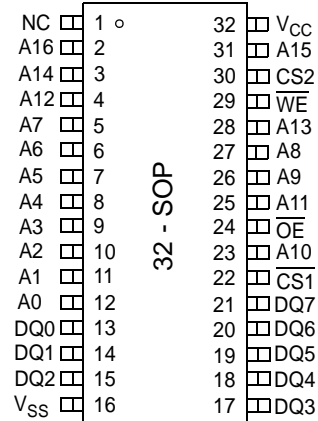 NC 1 32 VCC
A16 2 31 A15
A14 3 30 CS2
A12 4 29 WE
A7 5 28 A13
A6 6 27 A8
A5 7 26 A9
A4 8 25 A11
A3 9 24 OE
A2 10 23 A10
A1 11 22 CS1
A0 12 21 DQ7
DQ0 13 20 DQ6
DQ1 14 19 DQ5
DQ2 15 18 DQ4
VSS 16 17 DQ3
32 - SOP